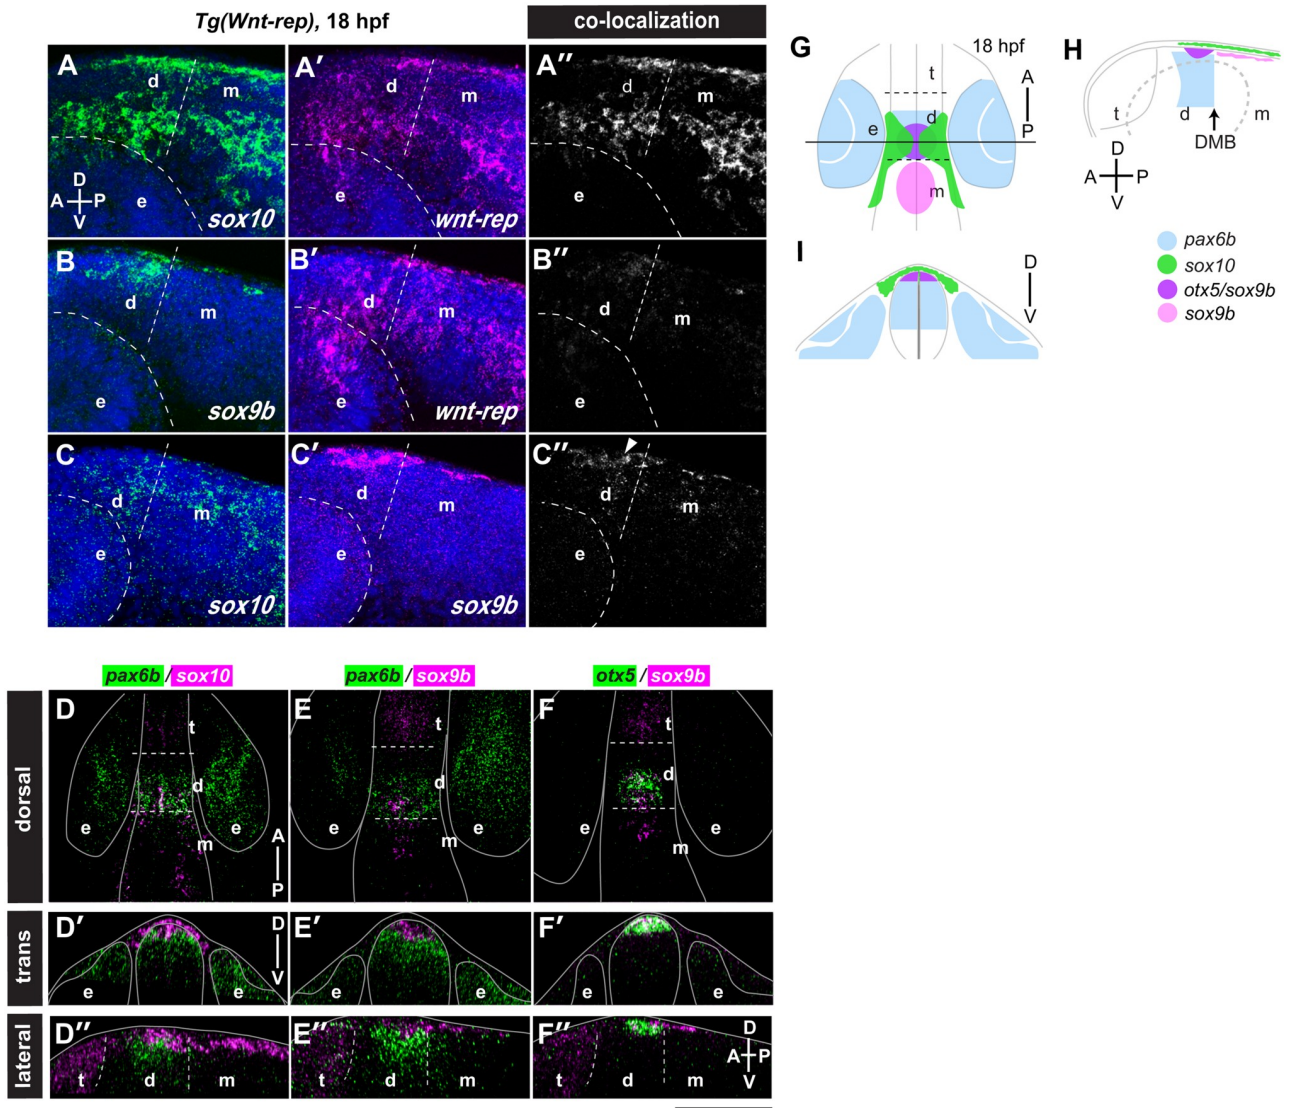 Tg(Wnt-rep), 18 hpf
co-localization
A
d
m
D
A P
V
e
sox10
A′
d
m
e
wnt-rep
A″
d
m
e
B
d
m
e
sox9b
B′
d
m
e
wnt-rep
B″
d
m
e
C
d
m
e
sox10
C′
d
m
e
sox9b
C″
d
m
e
G
18 hpf
t
A
P
e
d
m
H
t
d
m
DMB
D
A P
V
I
D
V
pax6b
sox10
otx5/sox9b
sox9b
pax6b/sox10
pax6b/sox9b
otx5/sox9b
dorsal
D
t
d
e
e
m
A
P
E
t
d
e
e
m
F
t
d
e
e
m
trans
D′
D
V
e
e
E′
e
e
F′
e
e
lateral
D″
t
d
m
E″
t
d
m
F″
t
d
m
D
A P
V